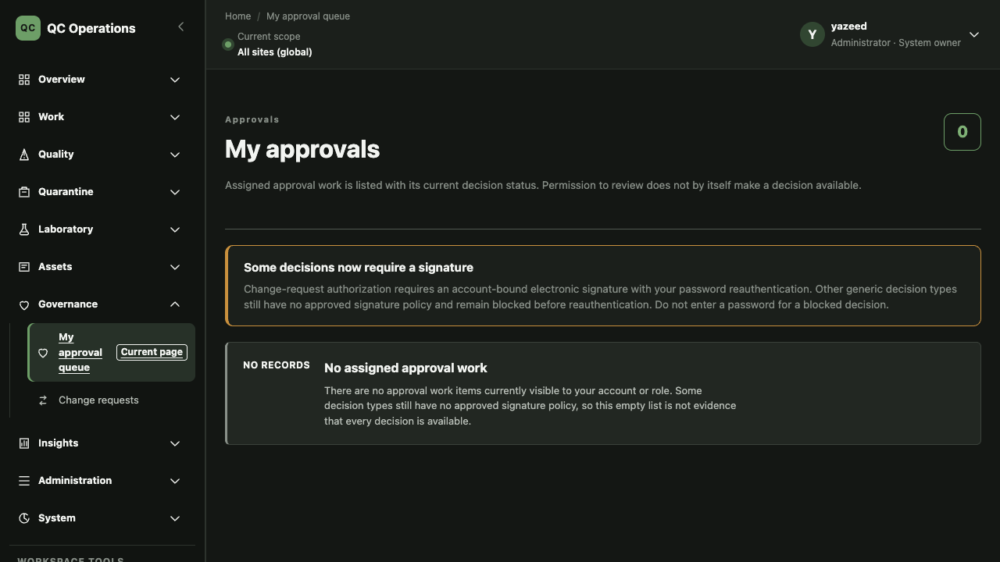 QC QC Operations
Overview
Work
Quality
Quarantine
Laboratory
Assets
Governance
My
approval
queue
Current page
Change requests
Insights
Administration
System
WORKSPACE TOOLS
Home / My approval queue
Current scope
All sites (global)
Y
yazeed
Administrator · System owner
Approvals
My approvals
0
Assigned approval work is listed with its current decision status. Permission to review does not by itself make a decision available.
Some decisions now require a signature
Change-request authorization requires an account-bound electronic signature with your password reauthentication. Other generic decision types
still have no approved signature policy and remain blocked before reauthentication. Do not enter a password for a blocked decision.
NO RECORDS
No assigned approval work
There are no approval work items currently visible to your account or role. Some
decision types still have no approved signature policy, so this empty list is not evidence
that every decision is available.